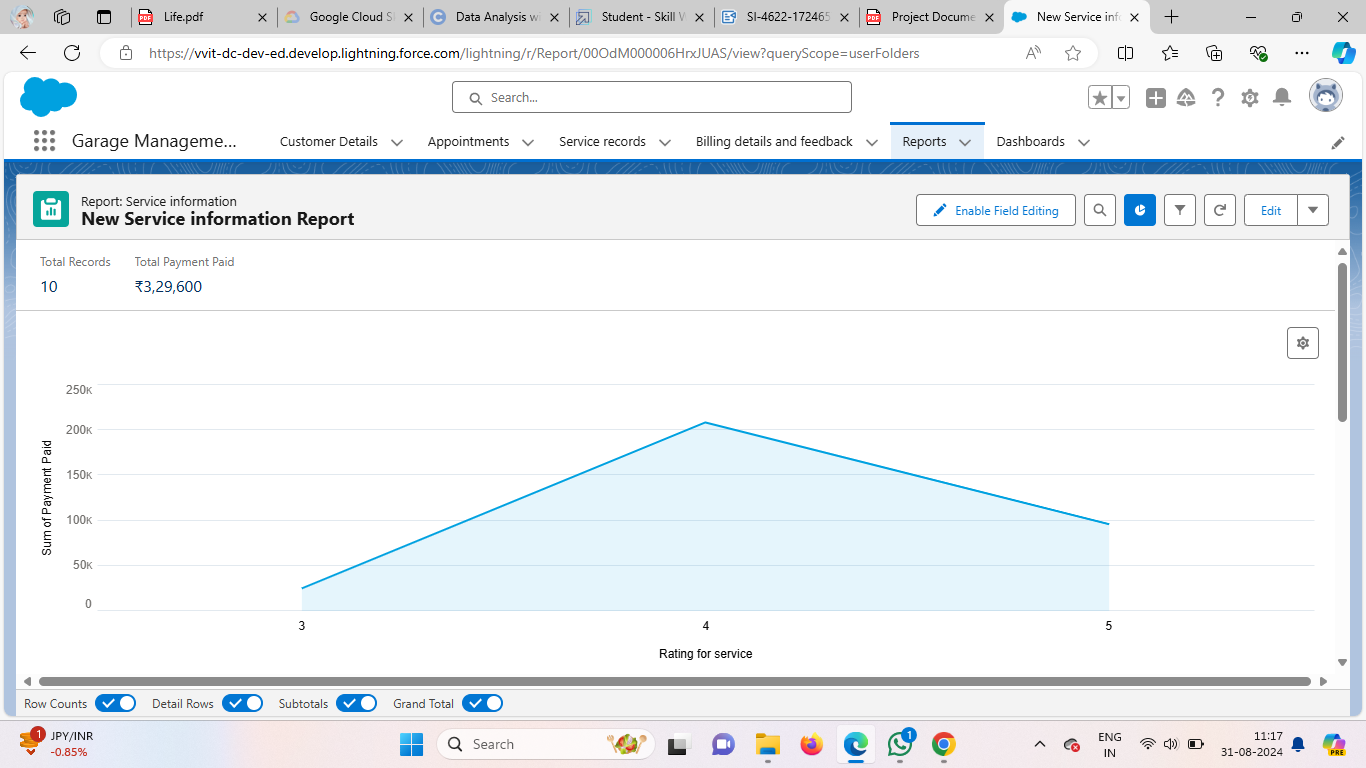 Life.pdf
Google Cloud Sk
Data Analysis wi
Student - Skill W
SI-4622-172465
Project Docume
New Service info
https://vvit-dc-dev-ed.develop.lightning.force.com/lightning/r/Report/00OdM000006HrxJUAS/view?queryScope=userFolders
Search...
Garage Manageme...
Customer Details
Appointments
Service records
Billing details and feedback
Reports
Dashboards
Report: Service information
New Service information Report
Enable Field Editing
Edit
Total Records
Total Payment Paid
10
₹3,29,600
250K
200K
150K
100K
50K
0
Sum of Payment Paid
3
4
5
Rating for service
Row Counts
Detail Rows
Subtotals
Grand Total
1
JPY/INR
-0.85%
Search
1
ENG
IN
11:17
31-08-2024
PRE